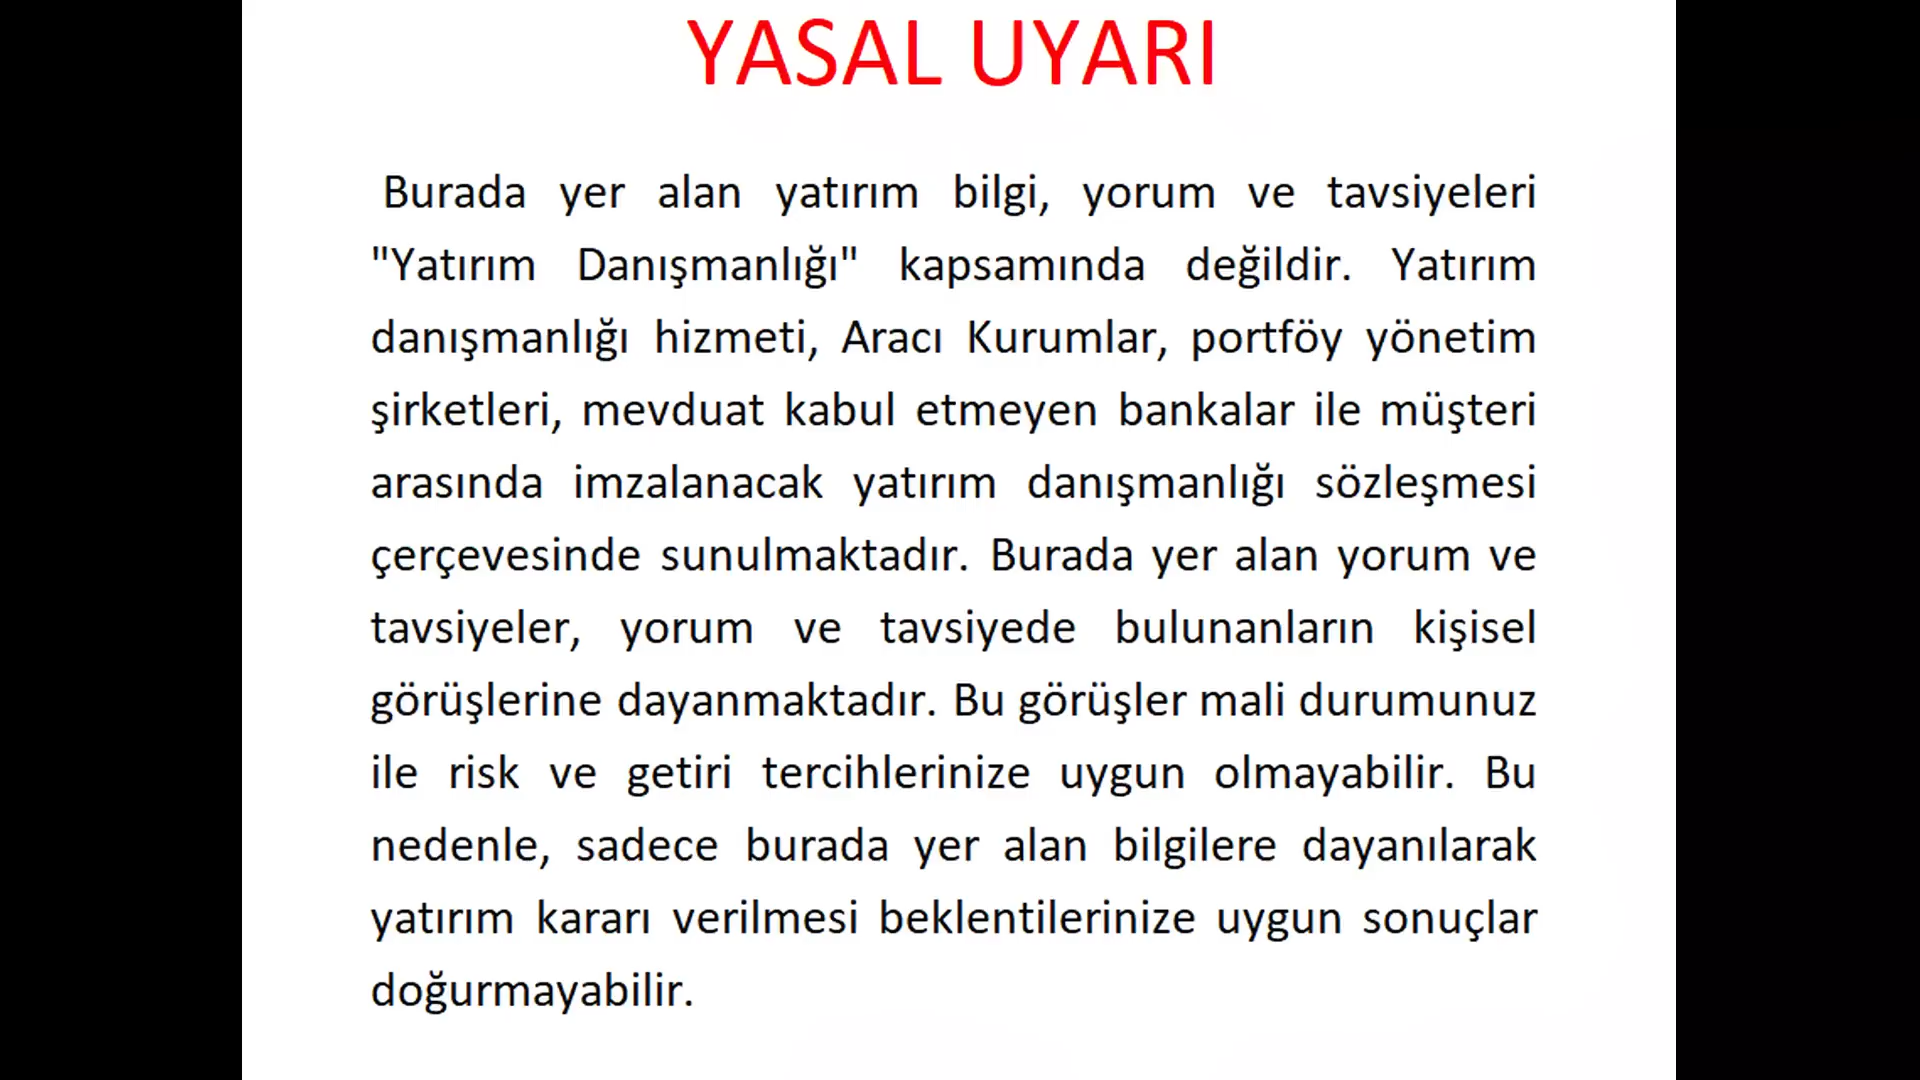 YASAL UYARI
Burada yer alan yatırım bilgi, yorum ve tavsiyeleri
"Yatırım Danışmanlığı" kapsamında değildir. Yatırım
danışmanlığı hizmeti, Aracı Kurumlar, portföy yönetim
şirketleri, mevduat kabul etmeyen bankalar ile müşteri
arasında imzalanacak yatırım danışmanlığı sözleşmesi
çerçevesinde sunulmaktadır. Burada yer alan yorum ve
tavsiyeler, yorum ve tavsiyede bulunanların kişisel
görüşlerine dayanmaktadır. Bu görüşler mali durumunuz
ile risk ve getiri tercihlerinize uygun olmayabilir. Bu
nedenle, sadece burada yer alan bilgilere dayanılarak
yatırım kararı verilmesi beklentilerinize uygun sonuçlar
doğurmayabilir.